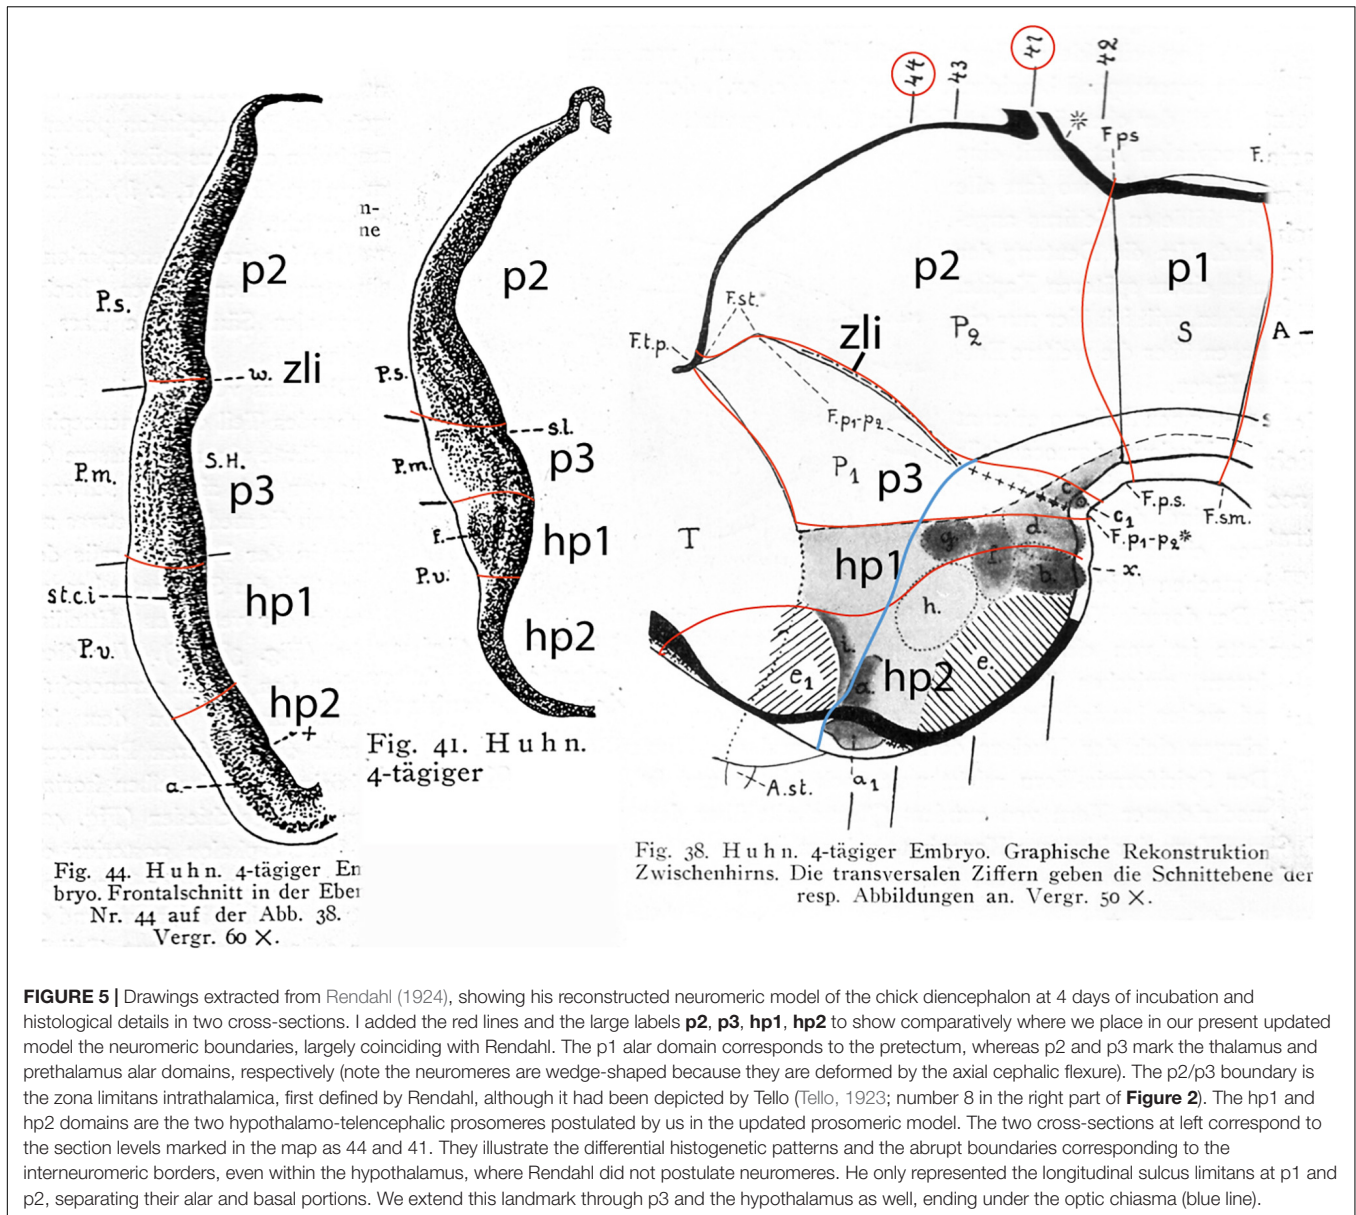 P.s.
p2
w.
zli
P.m.
S.H.
p3
st.c.i
hp1
P.v.
hp2
+
a.
Fig. 44. Huhn. 4-tägiger En
bryo. Frontalschnitt in der Eber
Nr. 44 auf der Abb. 38.
Vergr. 60 X.
n-
ne
p2
P.s.
s.l.
P.m.
p3
f.
hp1
P.v.
hp2
Fig. 41. Huhn.
4-tägiger
44
43
41
42
F.ps
F.
p2
p1
F.st.
zli
P2
S
A
F.t.p.
F.p1-p2
s
P1
p3
c
c1
F.p.s.
F.s.m.
F.p1-p2*
T
g.
f.
d.
hp1
b.
x.
h.
i.
e1
a.
hp2
e.
A.st.
a1
Fig. 38. Huhn. 4-tägiger Embryo. Graphische Rekonstruktion
Zwischenhirns. Die transversalen Ziffern geben die Schnittebene der
resp. Abbildungen an. Vergr. 50 X.
FIGURE 5 | Drawings extracted from Rendahl (1924), showing his reconstructed neuromeric model of the chick diencephalon at 4 days of incubation and
histological details in two cross-sections. I added the red lines and the large labels p2, p3, hp1, hp2 to show comparatively where we place in our present updated
model the neuromeric boundaries, largely coinciding with Rendahl. The p1 alar domain corresponds to the pretectum, whereas p2 and p3 mark the thalamus and
prethalamus alar domains, respectively (note the neuromeres are wedge-shaped because they are deformed by the axial cephalic flexure). The p2/p3 boundary is
the zona limitans intrathalamica, first defined by Rendahl, although it had been depicted by Tello (Tello, 1923; number 8 in the right part of Figure 2). The hp1 and
hp2 domains are the two hypothalamo-telencephalic prosomeres postulated by us in the updated prosomeric model. The two cross-sections at left correspond to
the section levels marked in the map as 44 and 41. They illustrate the differential histogenetic patterns and the abrupt boundaries corresponding to the
interneuromeric borders, even within the hypothalamus, where Rendahl did not postulate neuromeres. He only represented the longitudinal sulcus limitans at p1 and
p2, separating their alar and basal portions. We extend this landmark through p3 and the hypothalamus as well, ending under the optic chiasma (blue line).